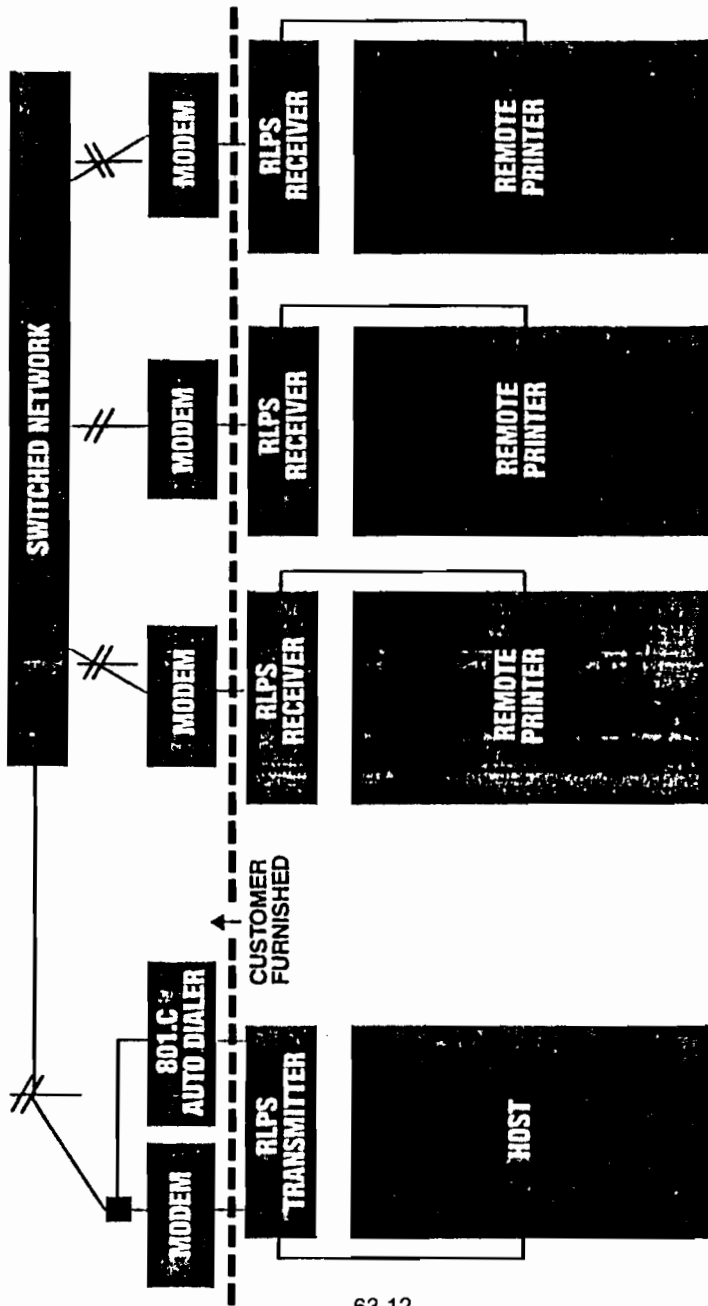 SWITCHED NETWORK
MODEM
801.C
AUTO DIALER
MODEM
MODEM
MODEM
CUSTOMER
FURNISHED
RLPS
TRANSMITTER
RLPS
RECEIVER
RLPS
RECEIVER
RLPS
RECEIVER
HOST
REMOTE
PRINTER
REMOTE
PRINTER
REMOTE
PRINTER
63-12